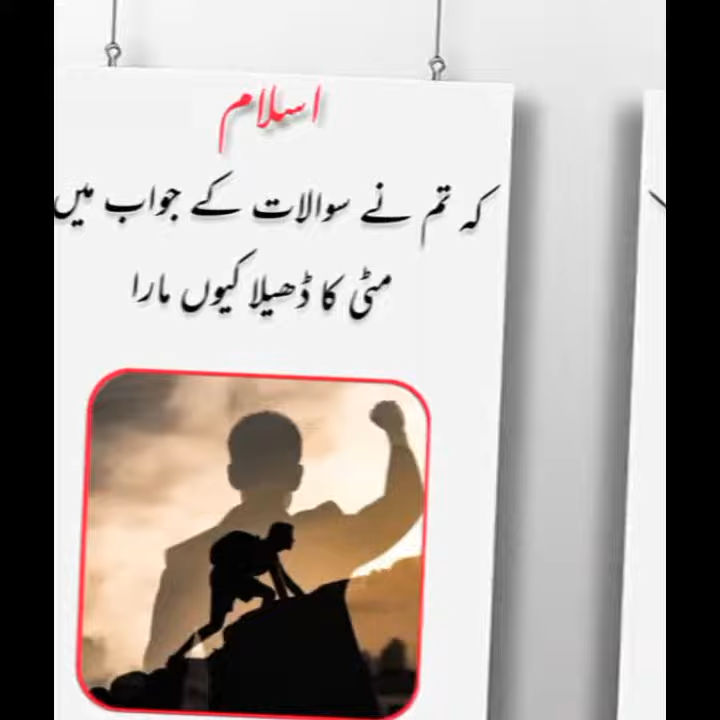 اسلام
کہ تم نے سوالات کے جواب میں
مٹی کا ڈھیلا کیوں مارا